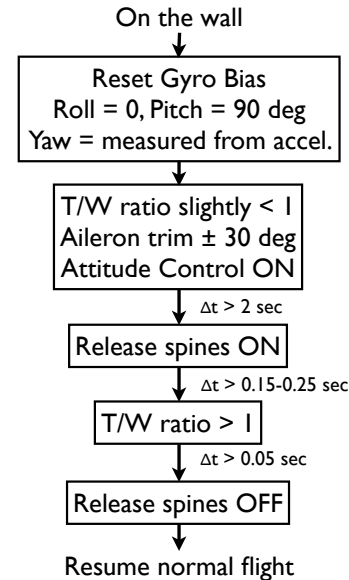 On the wall
Reset Gyro Bias
Roll = 0, Pitch = 90 deg
Yaw = measured from accel.
T/W ratio slightly < 1
Aileron trim ± 30 deg
Attitude Control ON
Δt > 2 sec
Release spines ON
Δt > 0.15-0.25 sec
T/W ratio > 1
Δt > 0.05 sec
Release spines OFF
Resume normal flight